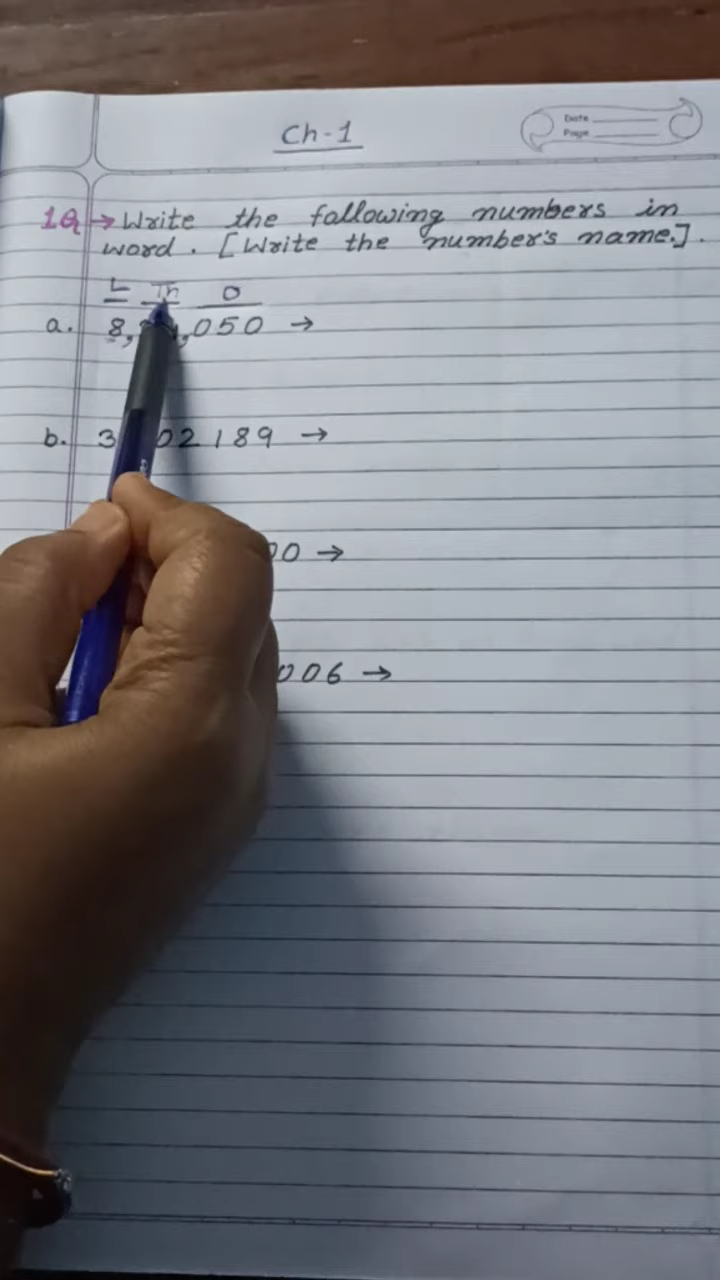 Ch-1
Date
Page
1Q → Write the following numbers in
word. [Write the number's name.].
L Th O
a. 8, ,050 →
b. 3 02189 →
00 →
006 →